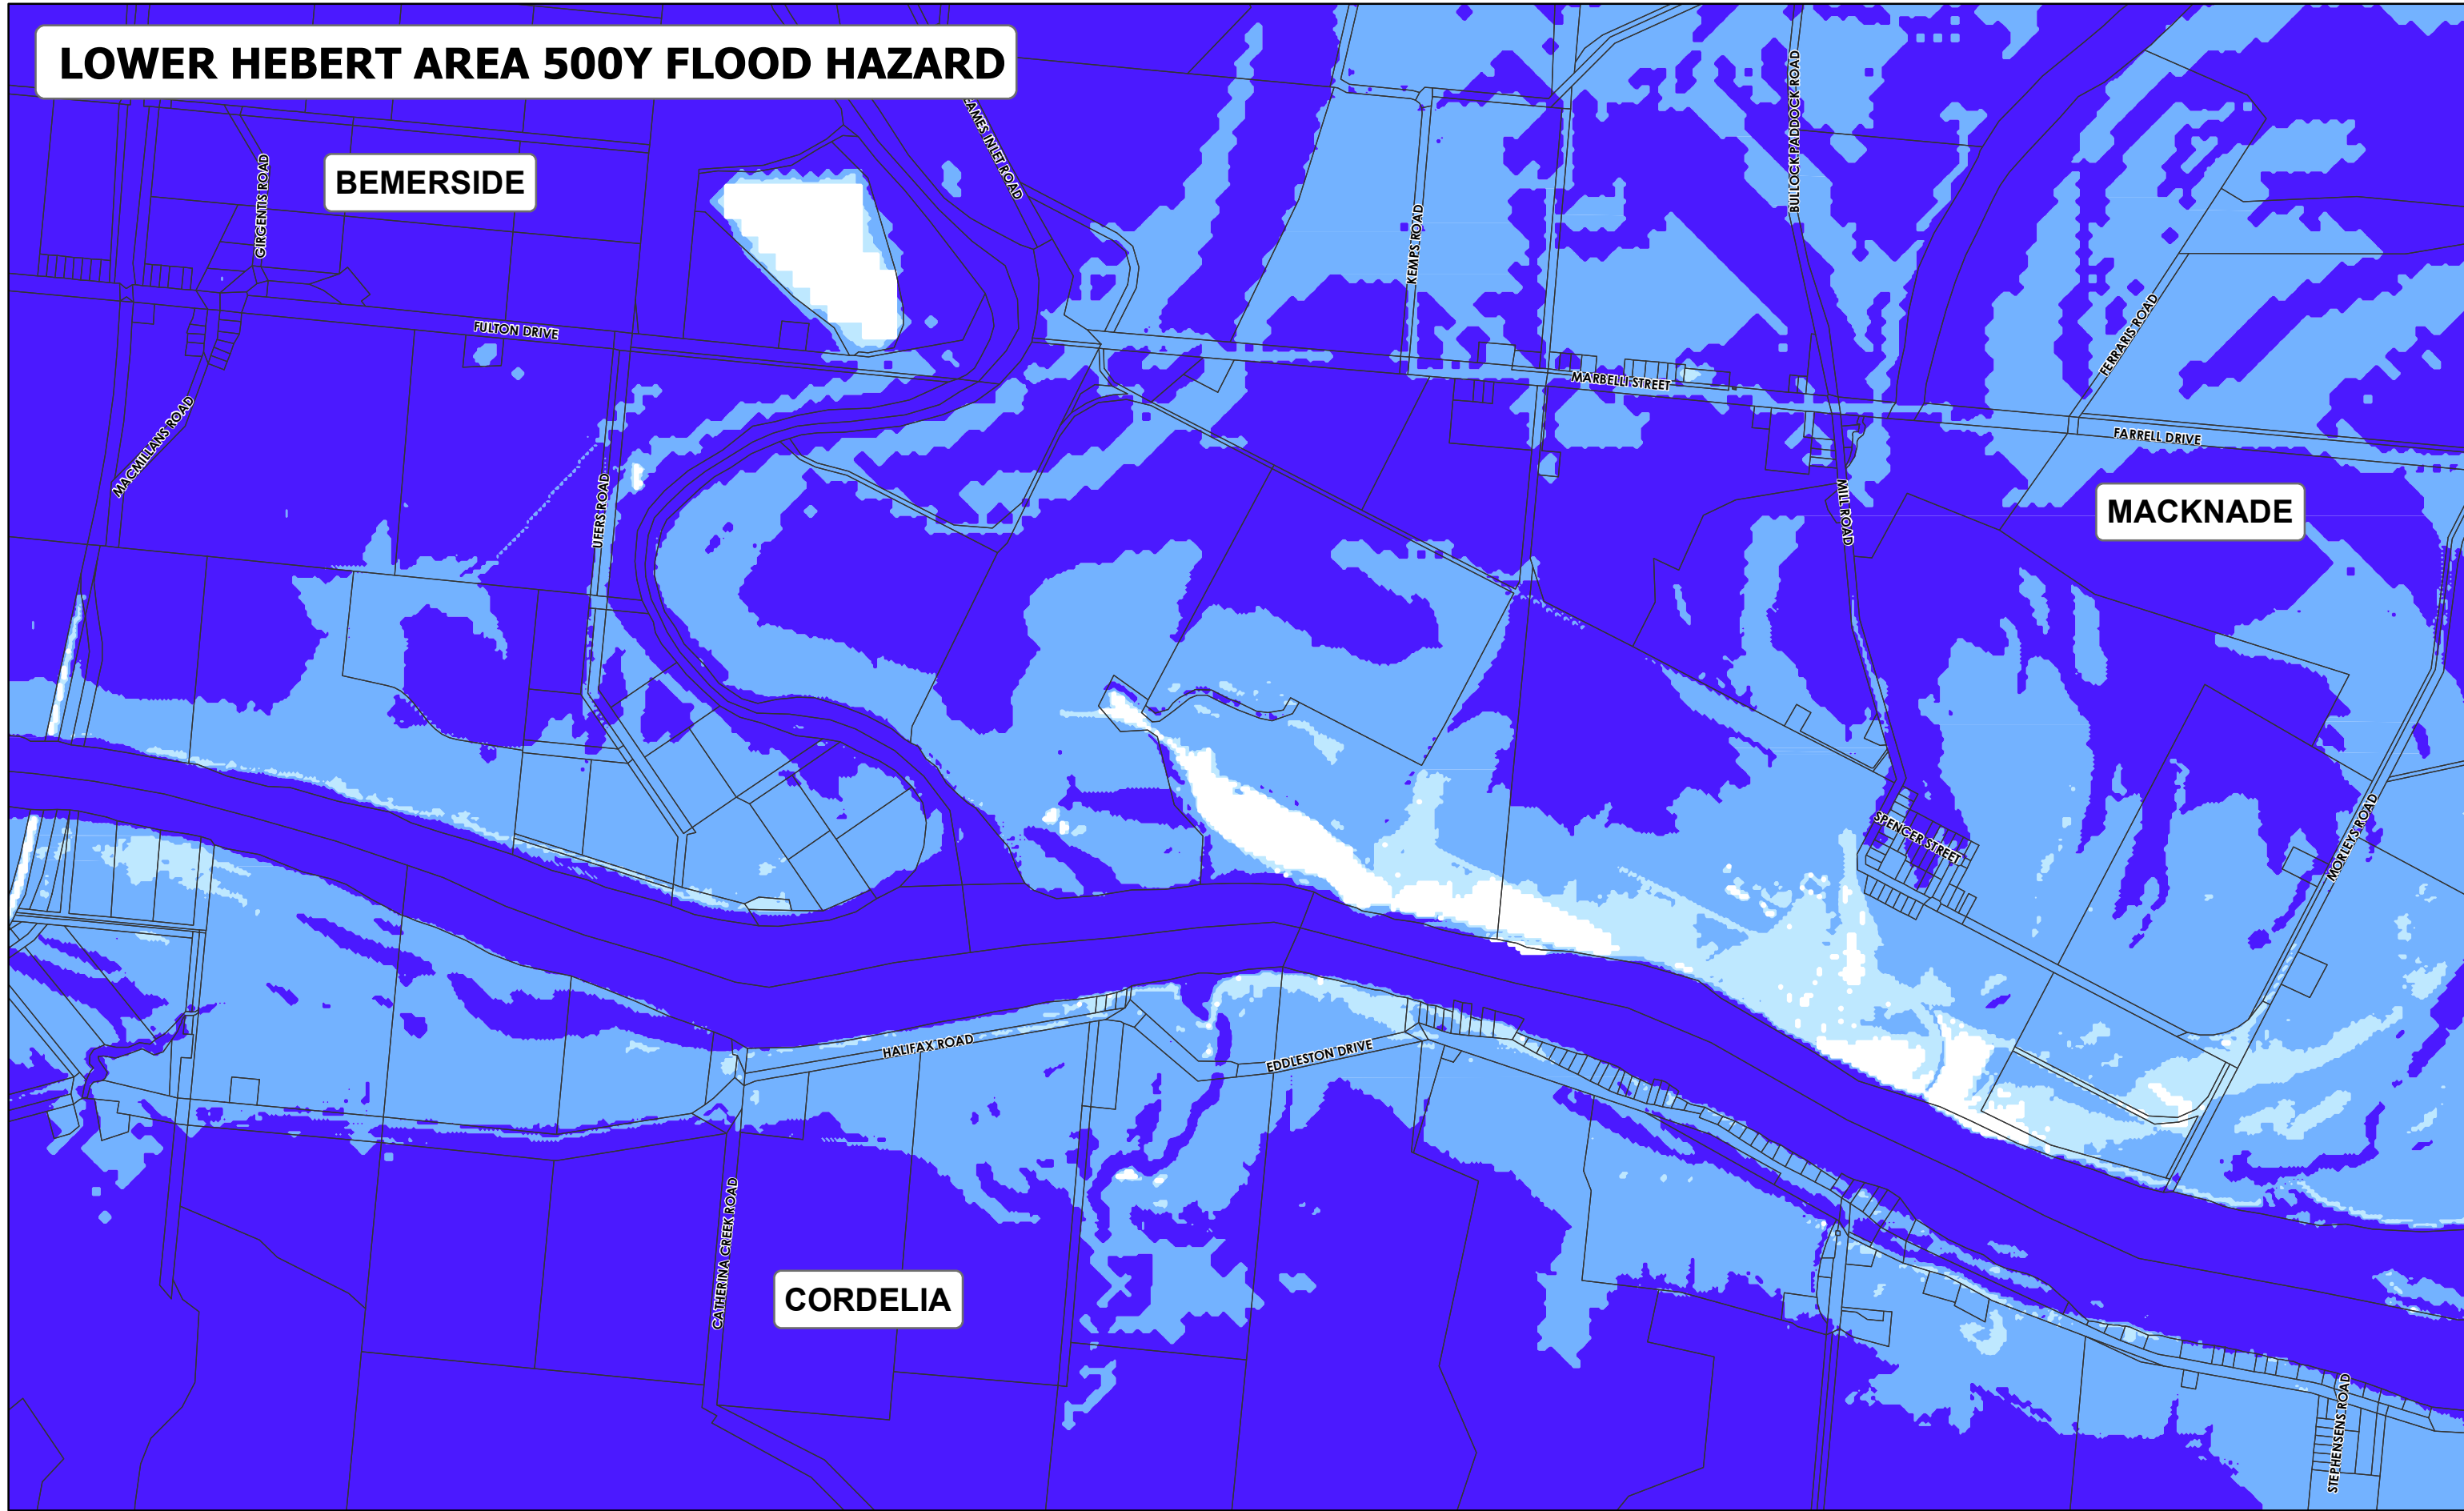 LOWER HEBERT AREA 500Y FLOOD HAZARD
BULLOCK PADDOCK ROAD
EAMES INLET ROAD
GIRGENTIS ROAD
BEMERSIDE
KEMPS ROAD
FULTON DRIVE
FERRARIS ROAD
MARBELLI STREET
MACMILLANS ROAD
FARRELL DRIVE
UEERS ROAD
MILL ROAD
MACKNADE
SPENCER STREET
MORLEYS ROAD
HALIFAX ROAD
EDDLESTON DRIVE
CATHERINA CREEK ROAD
CORDELIA
STEPHENSENS ROAD